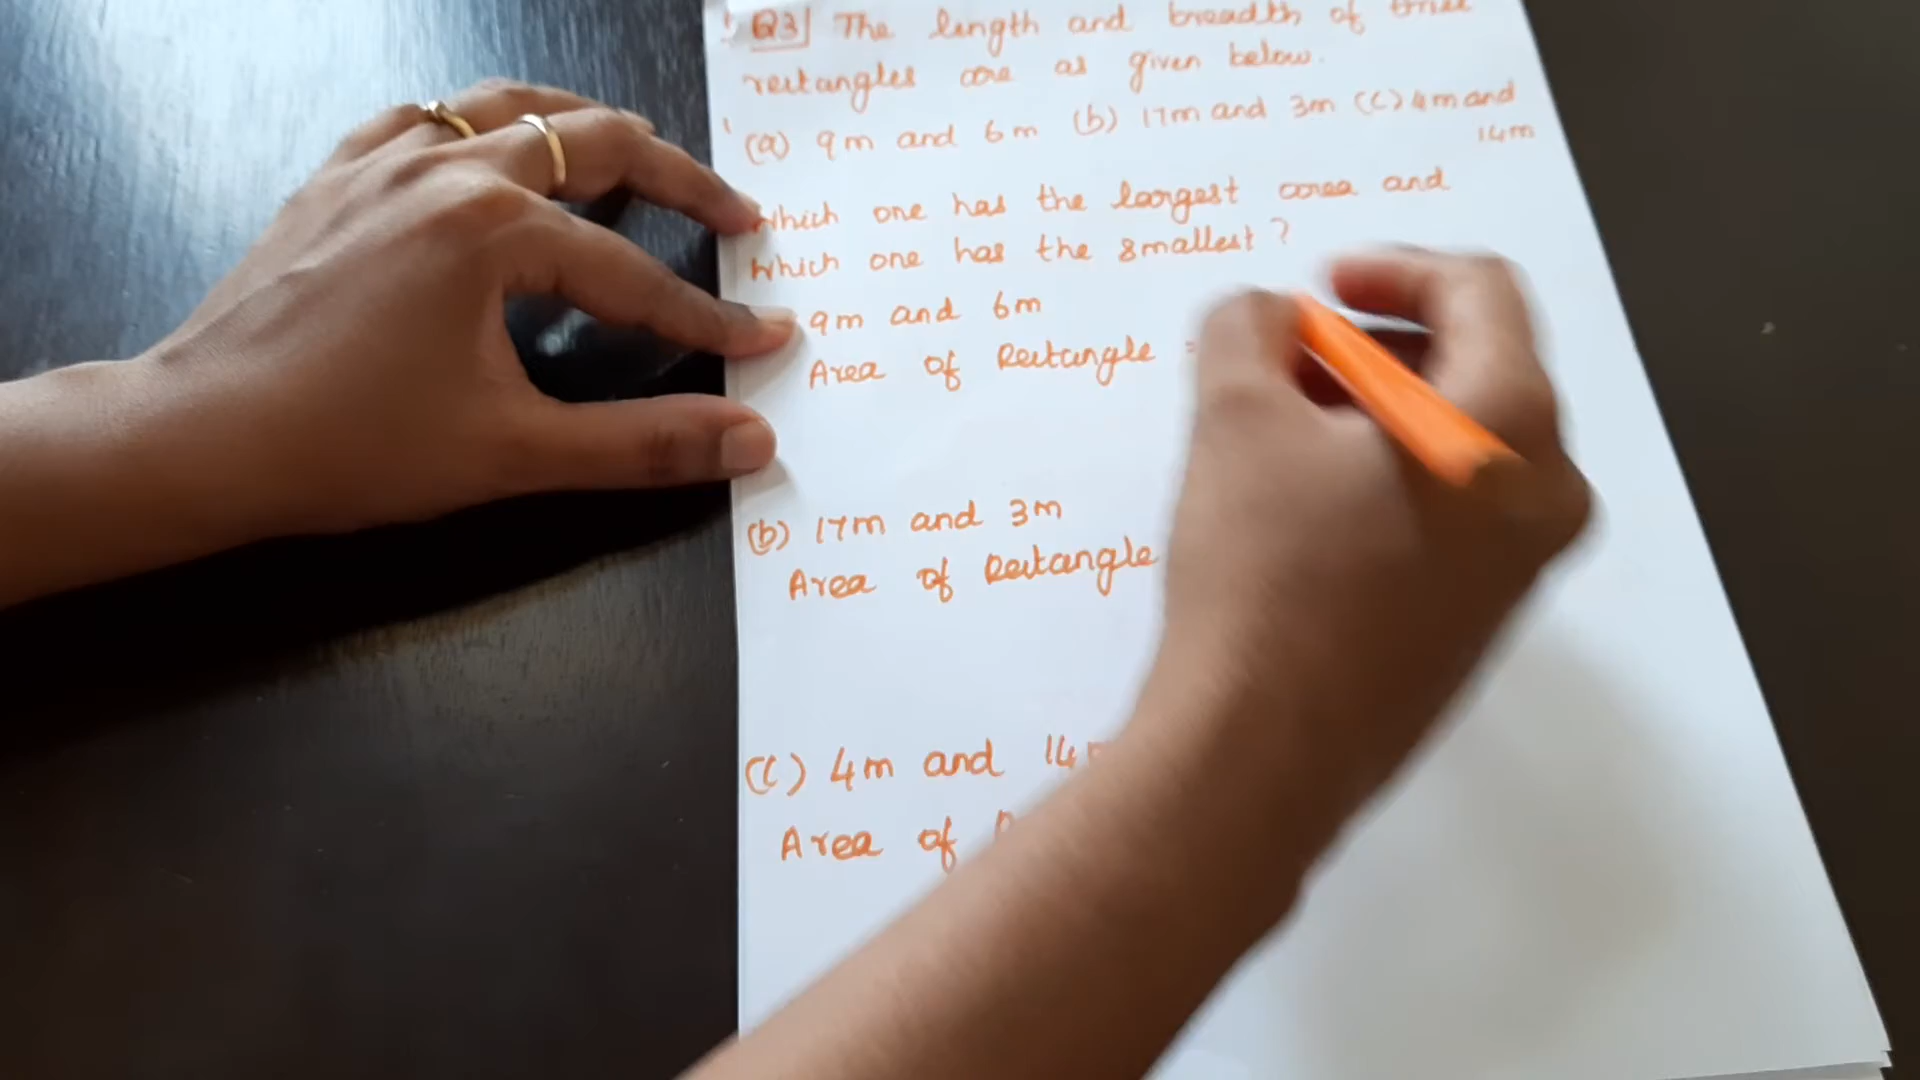 Q3] The length and breadth of three
rectangles are as given below.
(a) 9m and 6m (b) 17m and 3m (c) 4m and
14m
Which one has the largest area and
Which one has the smallest ?
9m and 6m
Area of Rectangle =
(b) 17m and 3m
Area of Rectangle
(c) 4m and 14
Area of